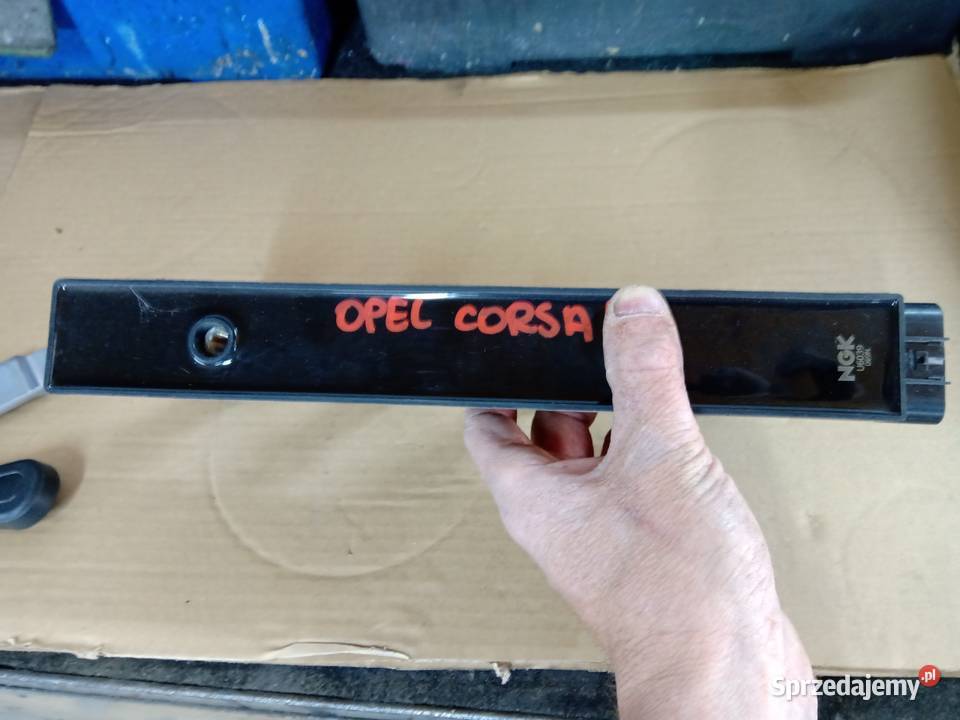 OPEL CORSA
NGK
U6039
Sprzedajemy.pl